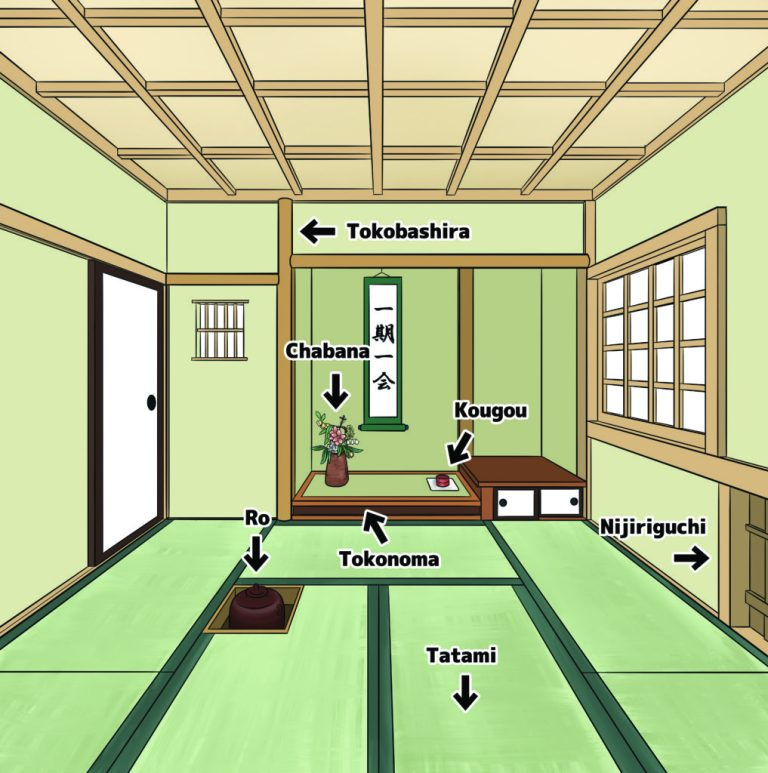 Tokobashira
一期一会
Chabana
Kougou
Ro
Tokonoma
Nijiriguchi
Tatami